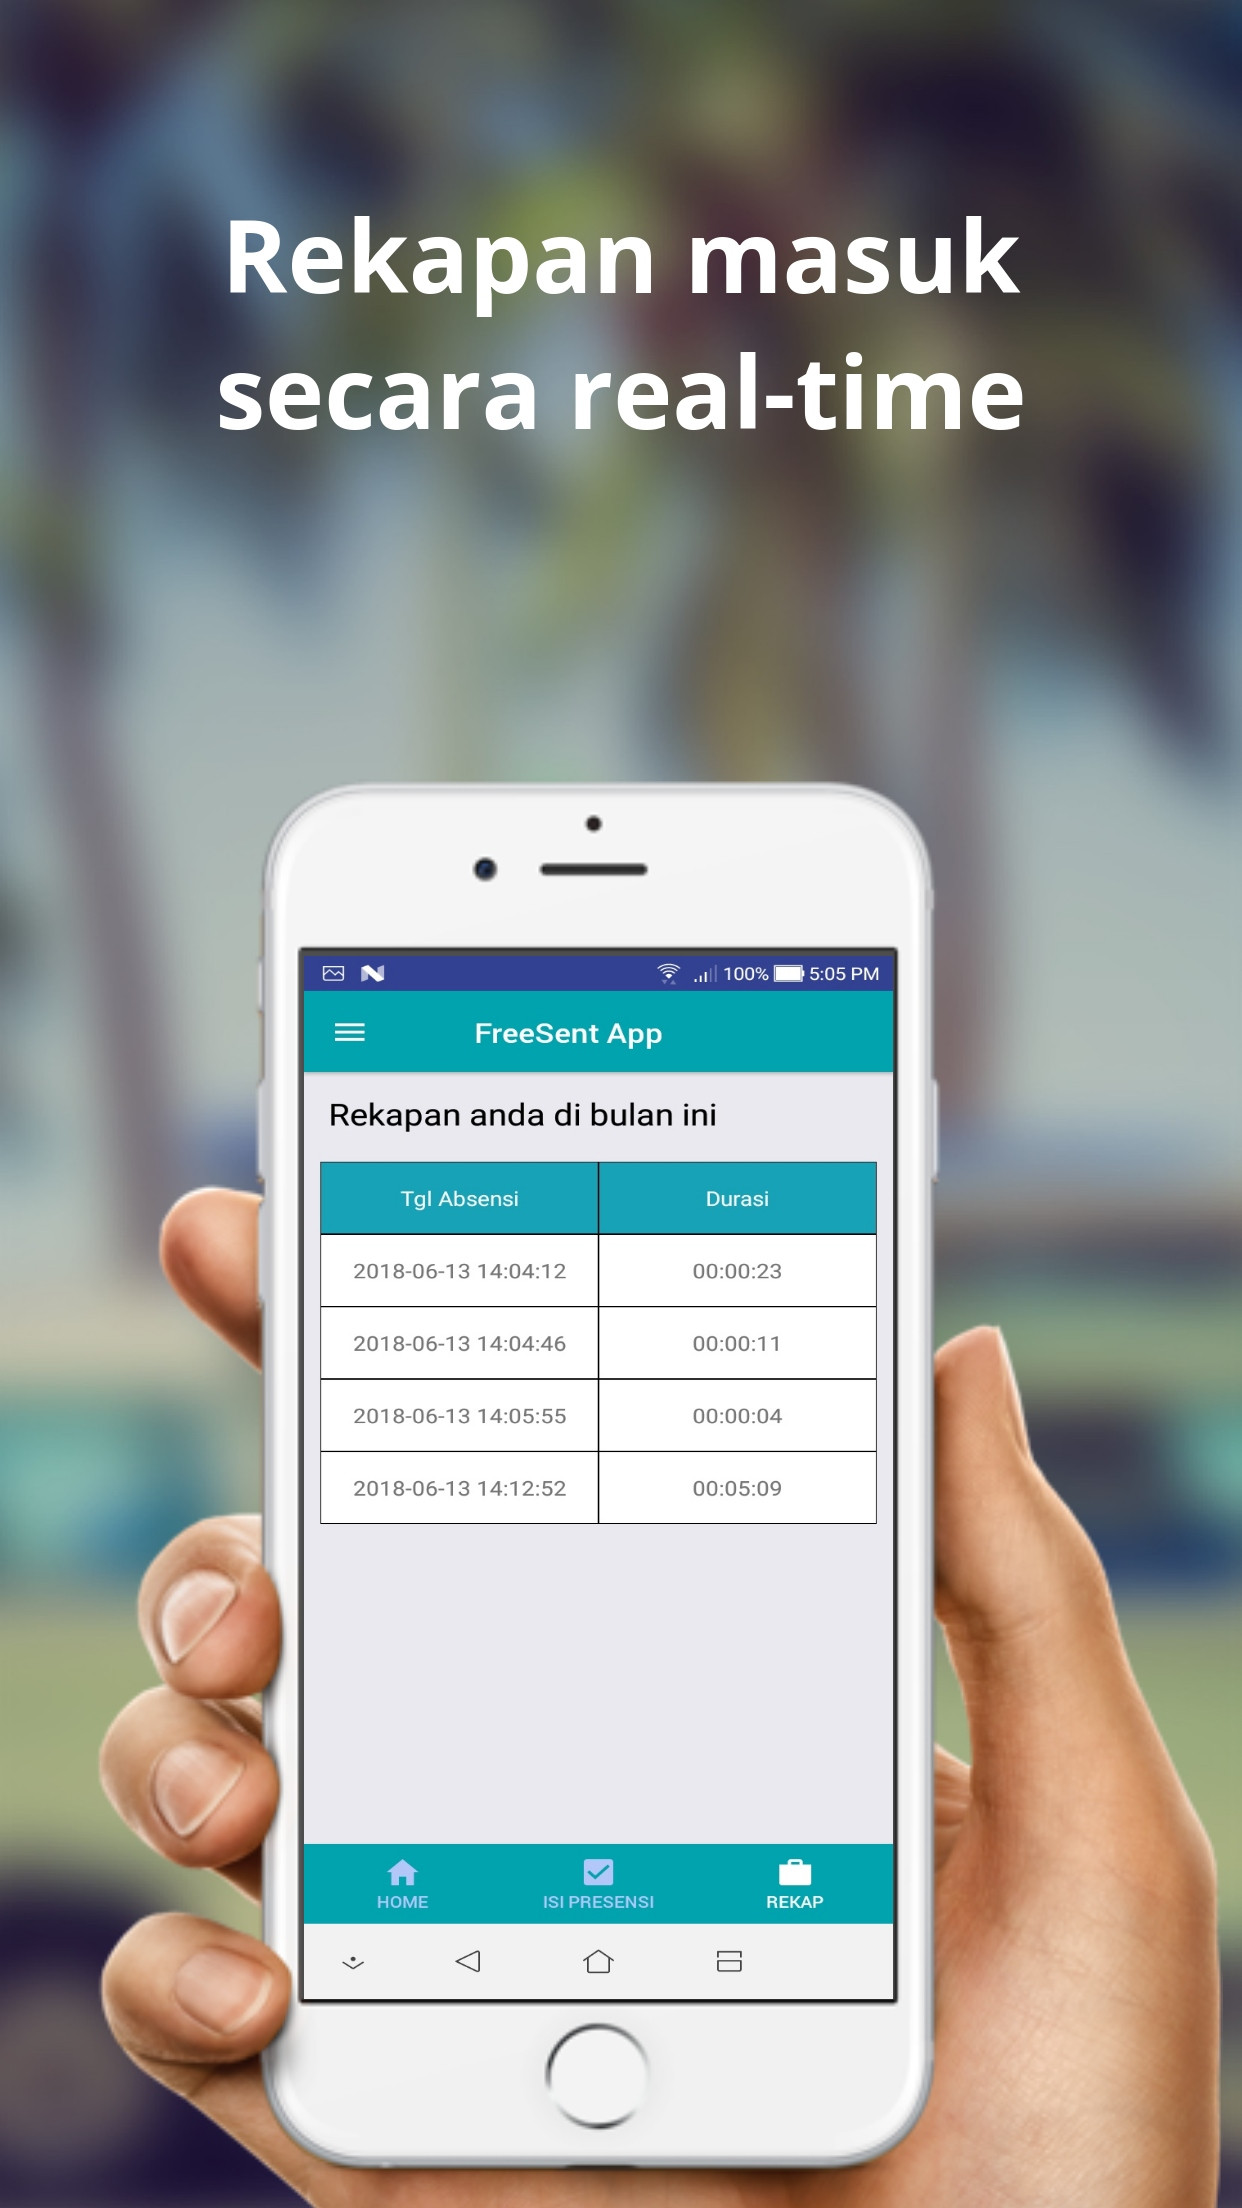 Rekapan masuk
secara real-time
100% 5:05 PM
FreeSent App
Rekapan anda di bulan ini
Tgl Absensi Durasi
2018-06-13 14:04:12 00:00:23
2018-06-13 14:04:46 00:00:11
2018-06-13 14:05:55 00:00:04
2018-06-13 14:12:52 00:05:09
HOME ISI PRESENSI REKAP